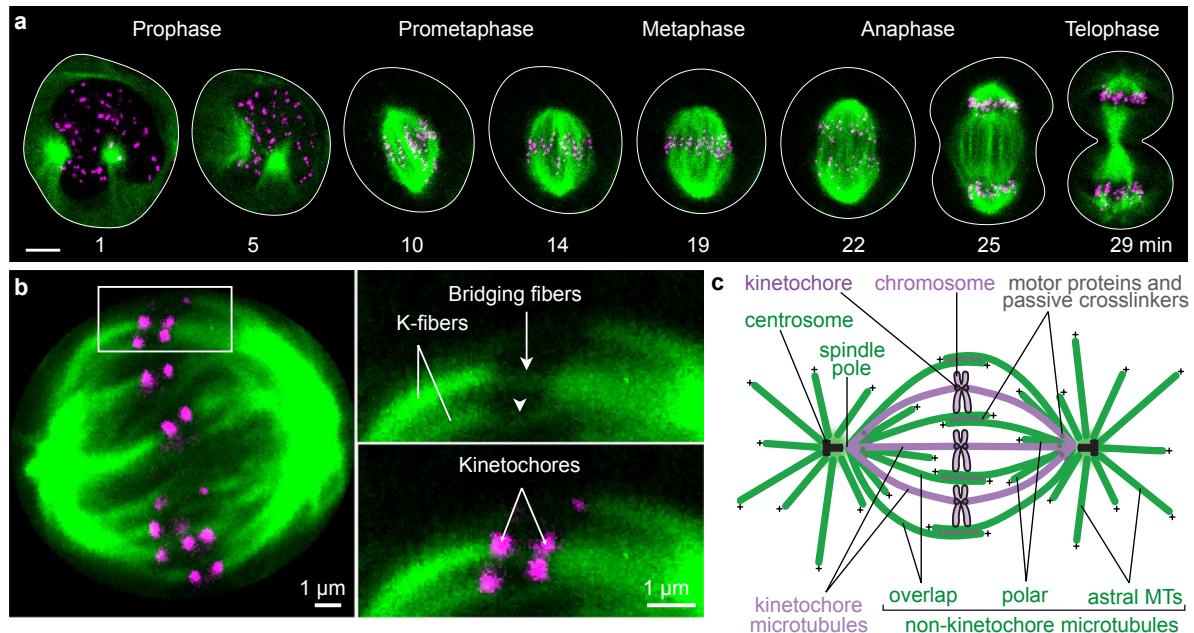 a
Prophase
Prometaphase
Metaphase
Anaphase
Telophase
1
5
10
14
19
22
25
29 min
b
1 µm
Bridging fibers
K-fibers
Kinetochores
1 µm
c
kinetochore
chromosome
motor proteins and
passive crosslinkers
centrosome
spindle
pole
kinetochore
microtubules
overlap
polar
astral MTs
non-kinetochore microtubules